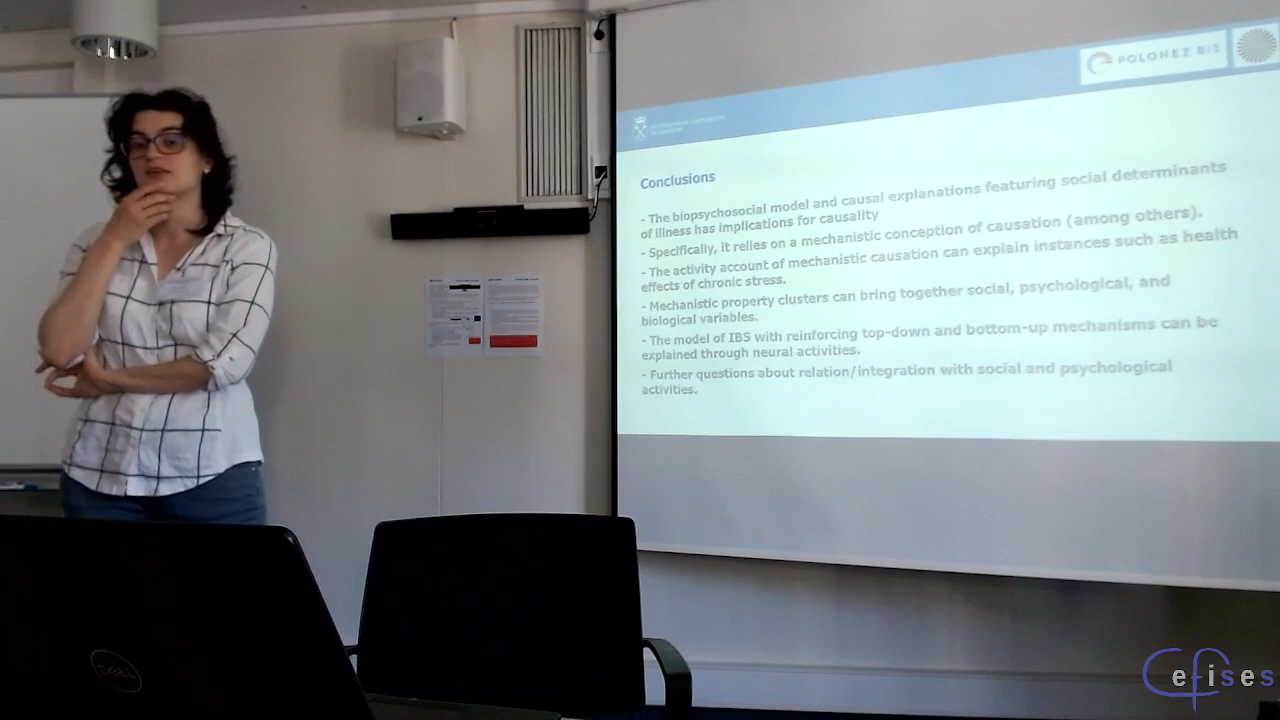 POLONEZ BIS
Conclusions
- The biopsychosocial model and causal explanations featuring social determinants
of illness has implications for causality
- Specifically, it relies on a mechanistic conception of causation (among others).
- The activity account of mechanistic causation can explain instances such as health
effects of chronic stress.
- Mechanistic property clusters can bring together social, psychological, and
biological variables.
- The model of IBS with reinforcing top-down and bottom-up mechanisms can be
explained through neural activities.
- Further questions about relation/integration with social and psychological
activities.
DELL
Cefises